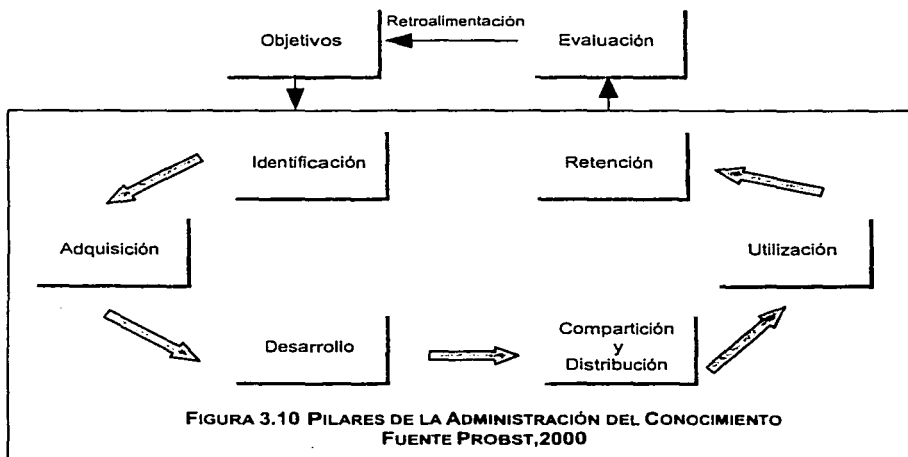 Retroalimentación
Objetivos
Evaluación
Identificación
Retención
Adquisición
Utilización
Desarrollo
Compartición
y
Distribución
FIGURA 3.10 PILARES DE LA ADMINISTRACIÓN DEL CONOCIMIENTO
FUENTE PROBST,2000